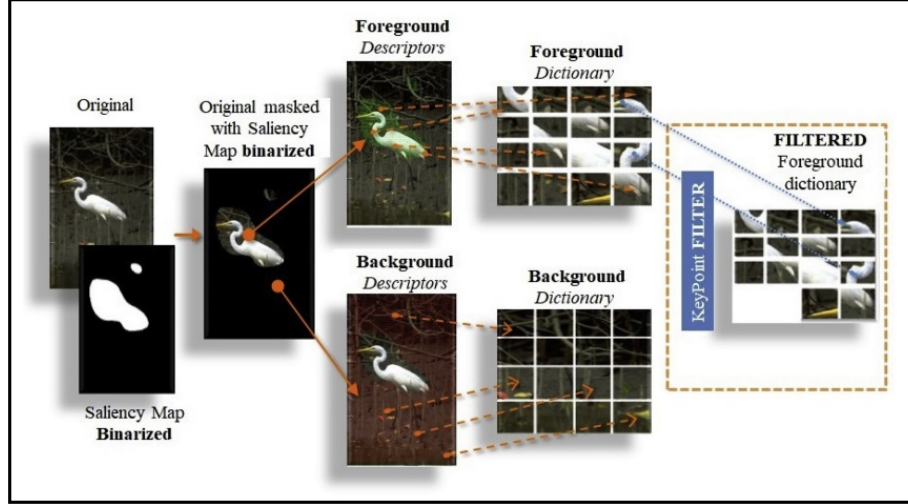 Original
Saliency Map
Binarized
Original masked
with Saliency
Map binarized
Foreground
Descriptors
Background
Descriptors
Foreground
Dictionary
Background
Dictionary
KeyPoint FILTER
FILTERED
Foreground
dictionary